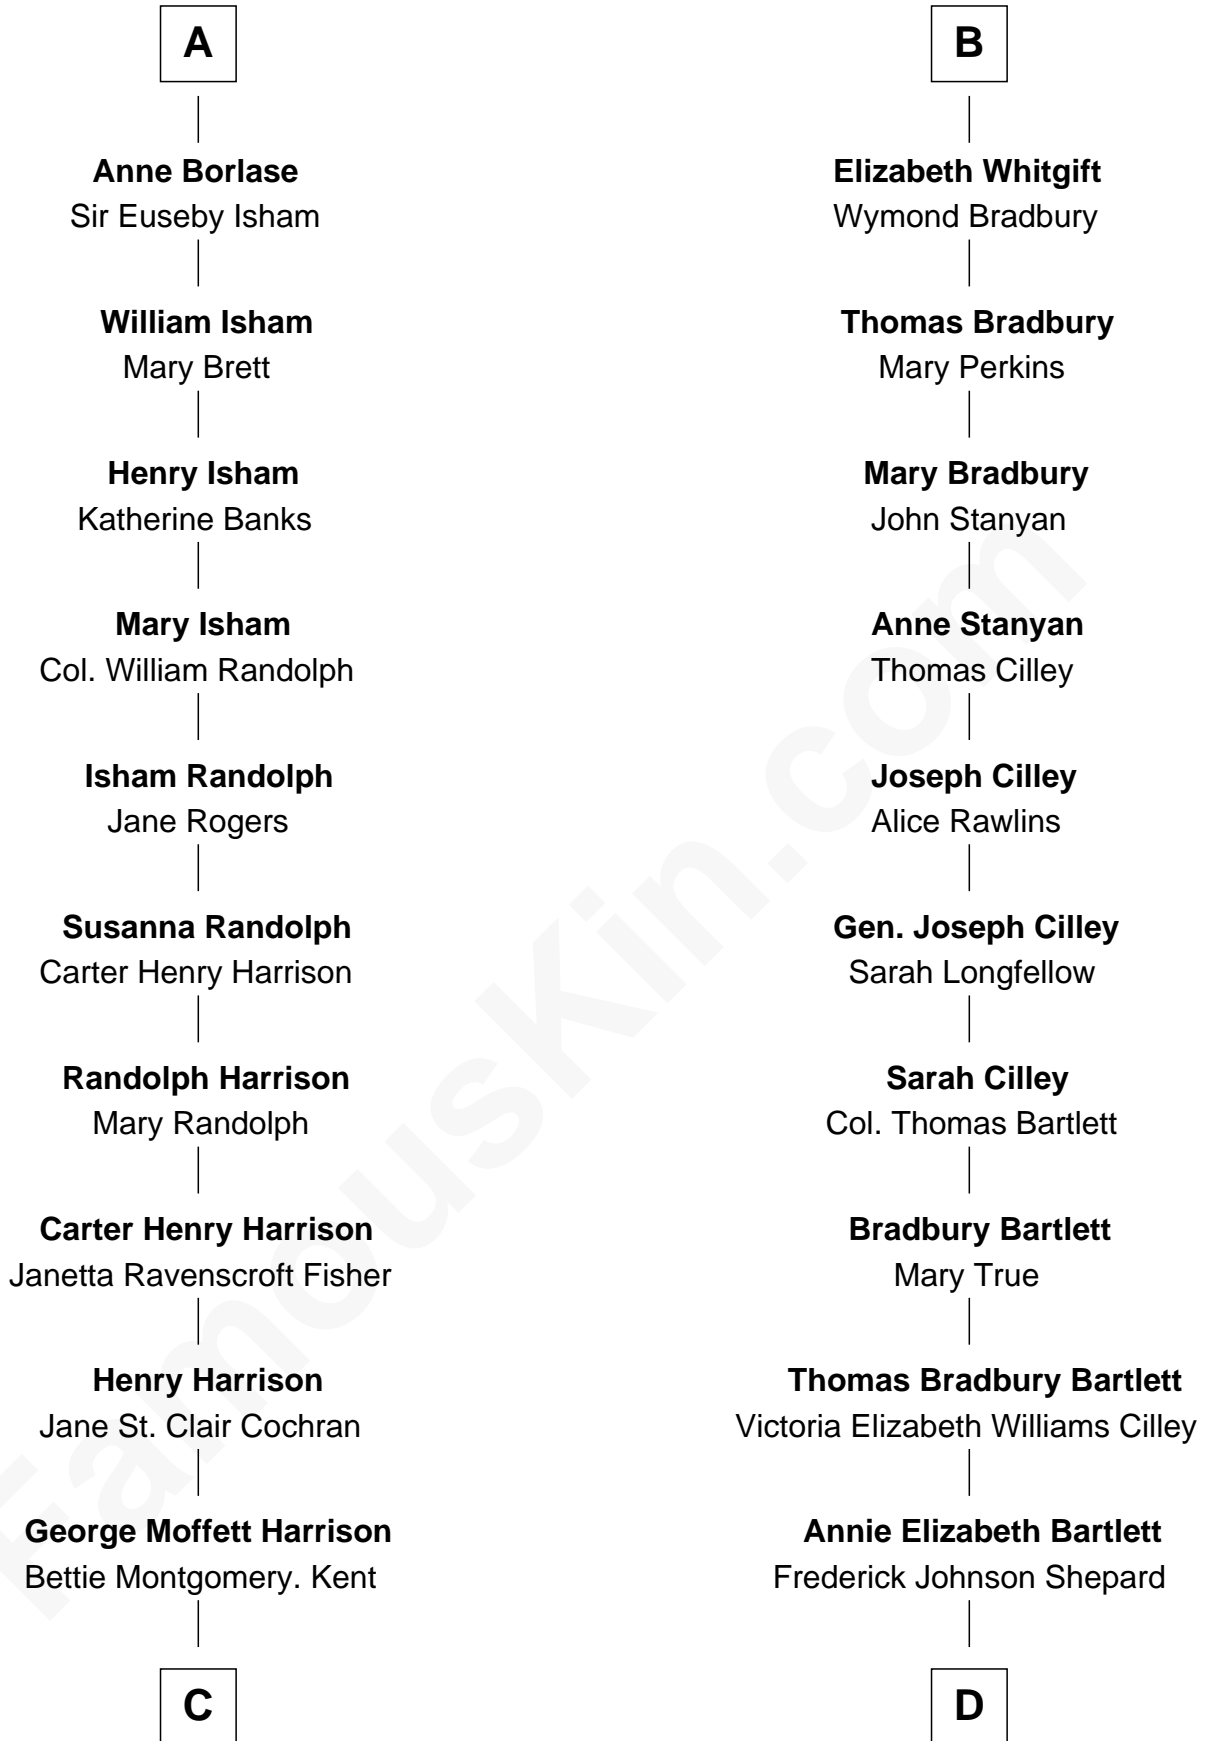 A
Anne Borlase
Sir Euseby Isham
William Isham
Mary Brett
Henry Isham
Katherine Banks
Mary Isham
Col. William Randolph
Isham Randolph
Jane Rogers
Susanna Randolph
Carter Henry Harrison
Randolph Harrison
Mary Randolph
Carter Henry Harrison
Janetta Ravenscroft Fisher
Henry Harrison
Jane St. Clair Cochran
George Moffett Harrison
Bettie Montgomery. Kent
C
B
Elizabeth Whitgift
Wymond Bradbury
Thomas Bradbury
Mary Perkins
Mary Bradbury
John Stanyan
Anne Stanyan
Thomas Cilley
Joseph Cilley
Alice Rawlins
Gen. Joseph Cilley
Sarah Longfellow
Sarah Cilley
Col. Thomas Bartlett
Bradbury Bartlett
Mary True
Thomas Bradbury Bartlett
Victoria Elizabeth Williams Cilley
Annie Elizabeth Bartlett
Frederick Johnson Shepard
D
FamousKin.com